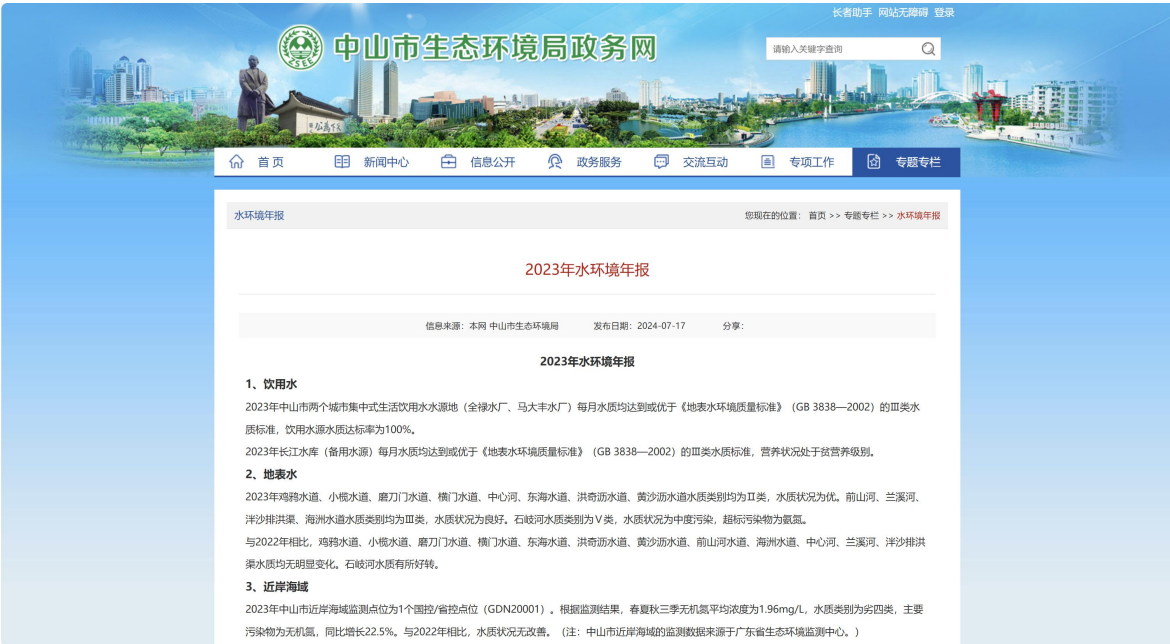 长者助手 网站无障碍 登录
ZSEE
中山市生态环境局政务网
请输入关键字查询
天下为公
首页 新闻中心 信息公开 政务服务 交流互动 专项工作 专题专栏
水环境年报 您现在的位置： 首页 >> 专题专栏 >> 水环境年报
2023年水环境年报
信息来源：本网 中山市生态环境局 发布日期：2024-07-17 分享：
2023年水环境年报
1、饮用水
2023年中山市两个城市集中式生活饮用水水源地（全禄水厂、马大丰水厂）每月水质均达到或优于《地表水环境质量标准》（GB 3838—2002）的Ⅲ类水
质标准，饮用水源水质达标率为100%。
2023年长江水库（备用水源）每月水质均达到或优于《地表水环境质量标准》（GB 3838—2002）的Ⅲ类水质标准，营养状况处于贫营养级别。
2、地表水
2023年鸡鸦水道、小榄水道、磨刀门水道、横门水道、中心河、东海水道、洪奇沥水道、黄沙沥水道水质类别均为Ⅱ类，水质状况为优。前山河、兰溪河、
泮沙排洪渠、海洲水道水质类别均为Ⅲ类，水质状况为良好。石岐河水质类别为Ⅴ类，水质状况为中度污染，超标污染物为氨氮。
与2022年相比，鸡鸦水道、小榄水道、磨刀门水道、横门水道、东海水道、洪奇沥水道、黄沙沥水道、前山河水道、海洲水道、中心河、兰溪河、泮沙排洪
渠水质均无明显变化。石岐河水质有所好转。
3、近岸海域
2023年中山市近岸海域监测点位为1个国控/省控点位（GDN20001）。根据监测结果，春夏秋三季无机氮平均浓度为1.96mg/L，水质类别为劣四类，主要
污染物为无机氮，同比增长22.5%。与2022年相比，水质状况无改善。（注：中山市近岸海域的监测数据来源于广东省生态环境监测中心。）